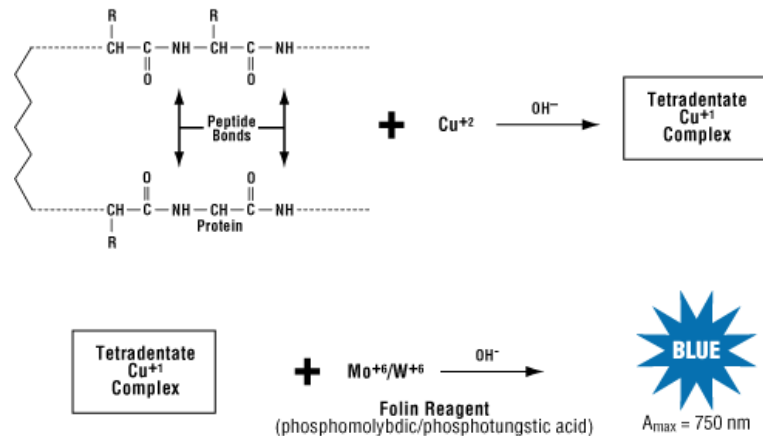 R R
CH—C—NH—CH—C—NH
O O
Peptide
Bonds
+ Cu+2 OH− Tetradentate
Cu+1
Complex
O O
CH—C—NH—CH—C—NH
R Protein
Tetradentate
Cu+1
Complex
+ Mo+6/W+6 OH-
BLUE
Folin Reagent
(phosphomolybdic/phosphotungstic acid)
Amax = 750 nm